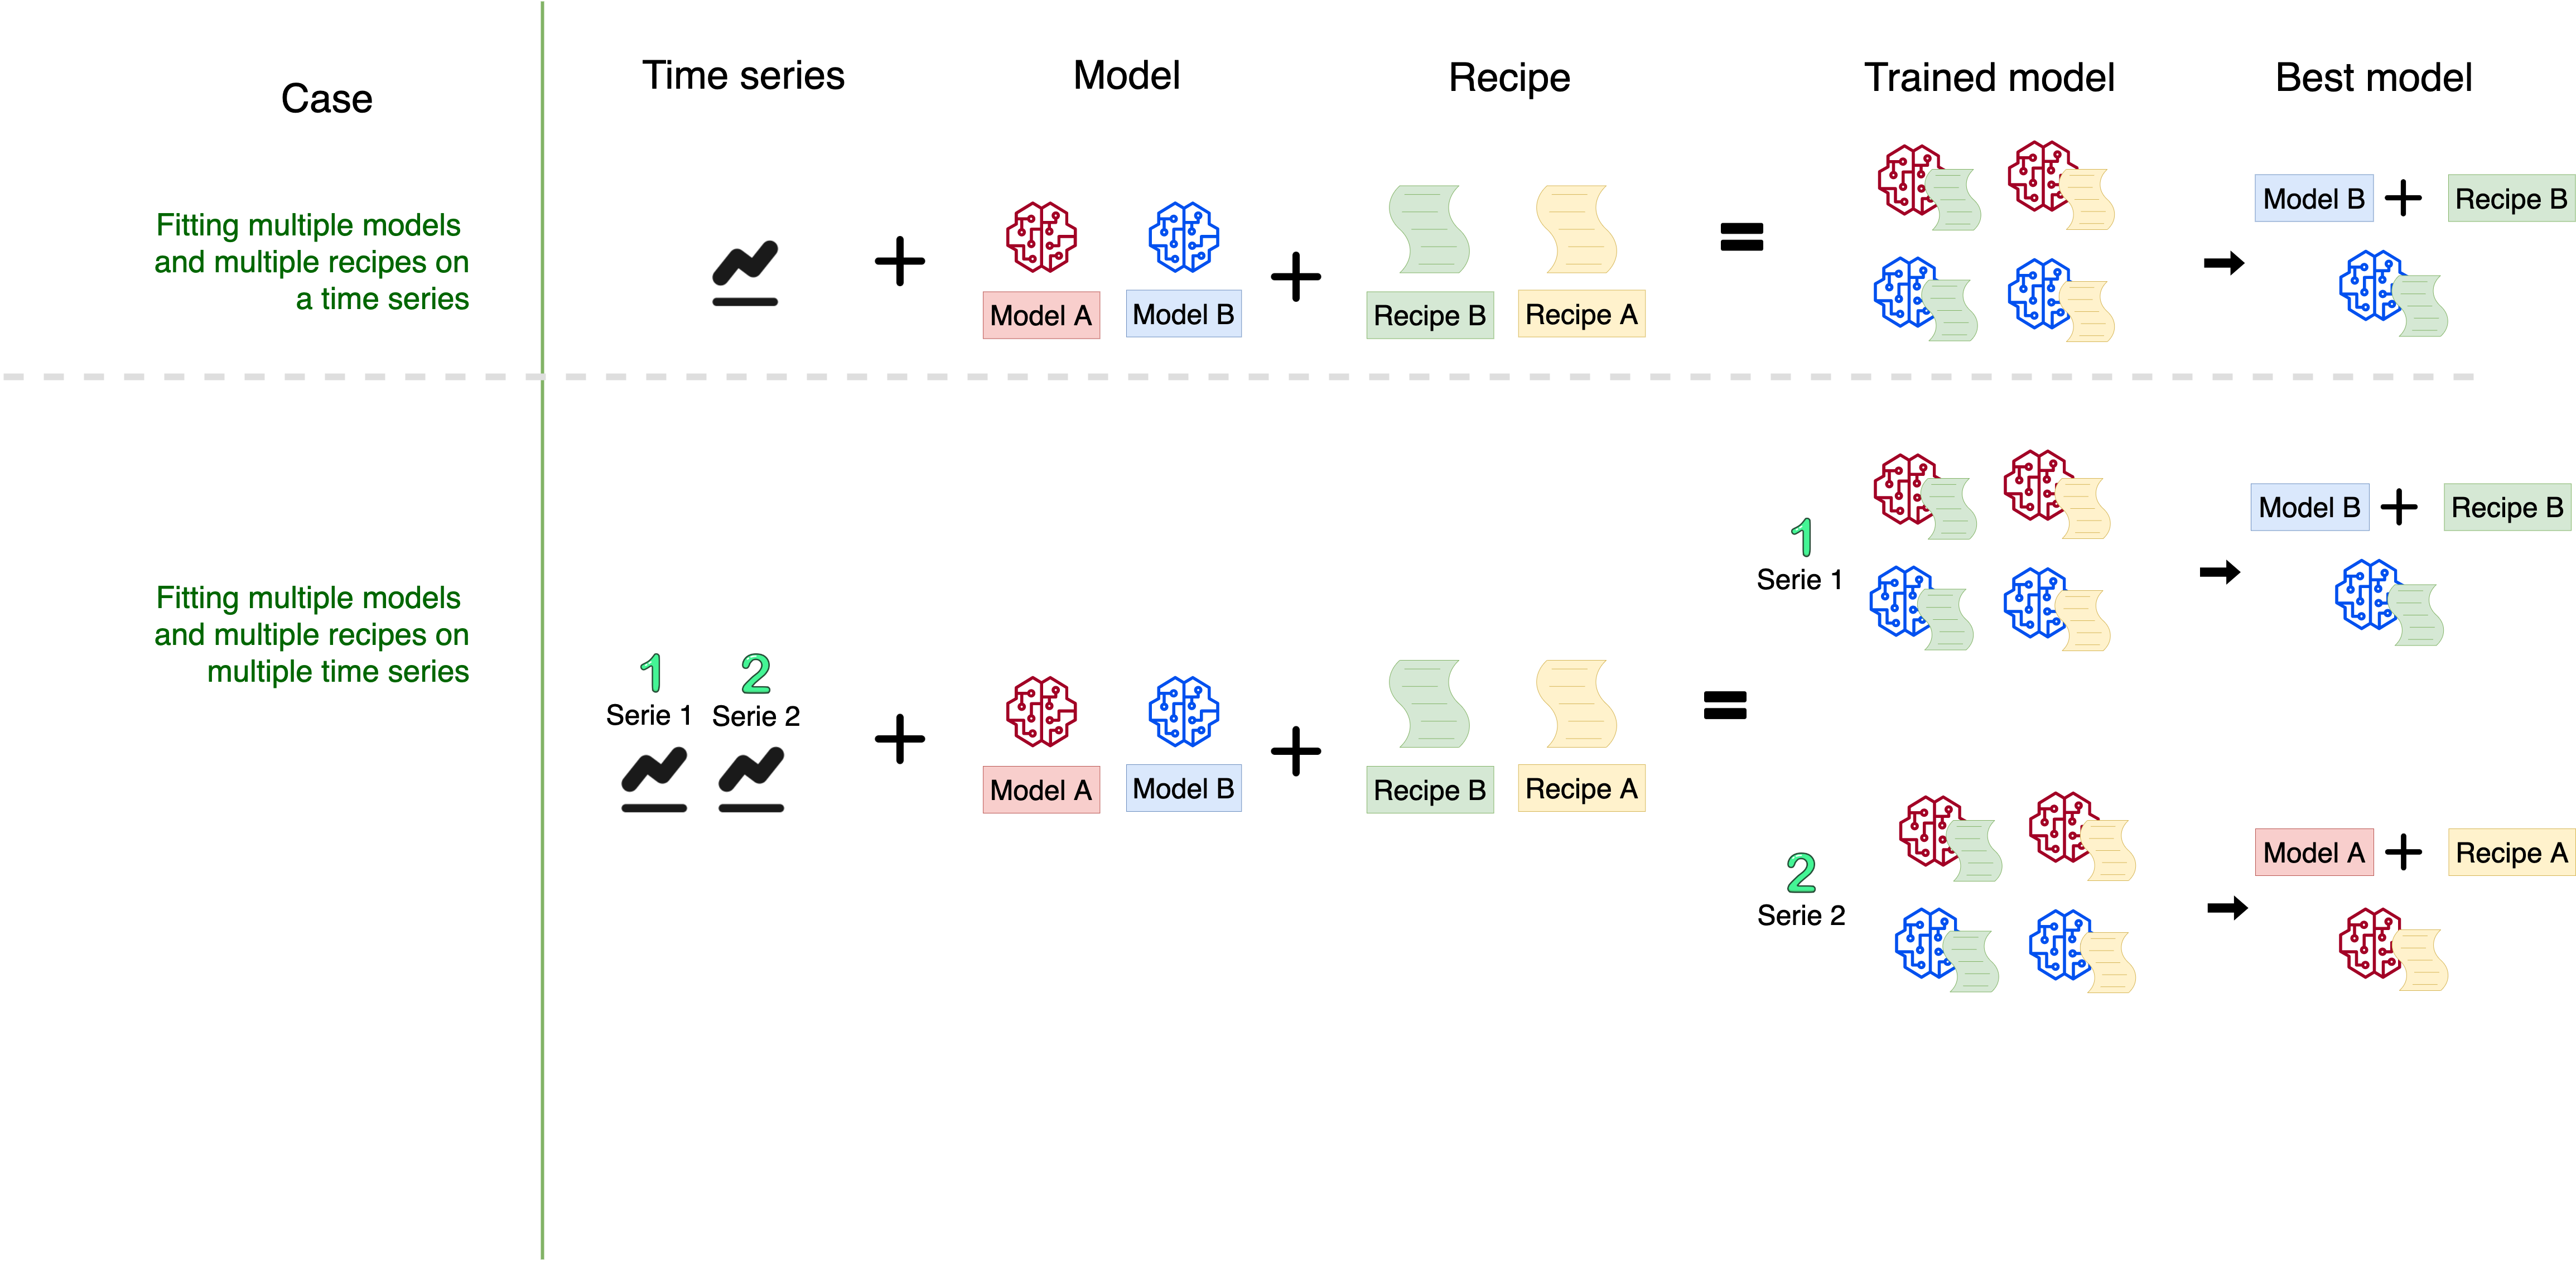 Case
Time series
Model
Recipe
Trained model
Best model
Fitting multiple models
and multiple recipes on
a time series
Model A
Model B
Recipe B
Recipe A
Model B
Recipe B
Fitting multiple models
and multiple recipes on
multiple time series
1
Serie 1
2
Serie 2
Model A
Model B
Recipe B
Recipe A
1
Serie 1
Model B
Recipe B
2
Serie 2
Model A
Recipe A